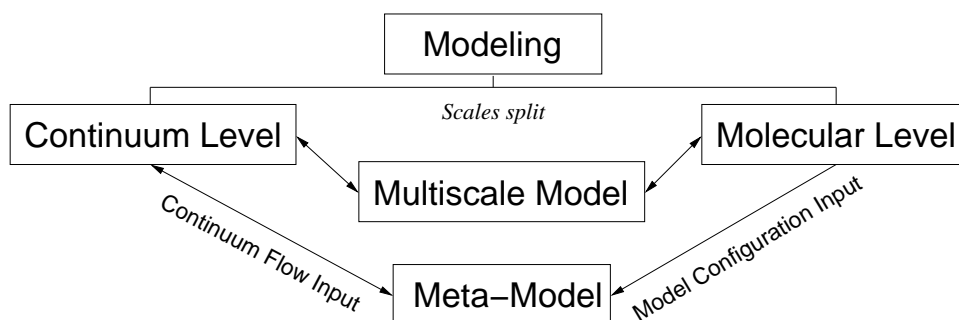 Modeling
Scales split
Continuum Level
Molecular Level
Multiscale Model
Continuum Flow Input
Model Configuration Input
Meta−Model